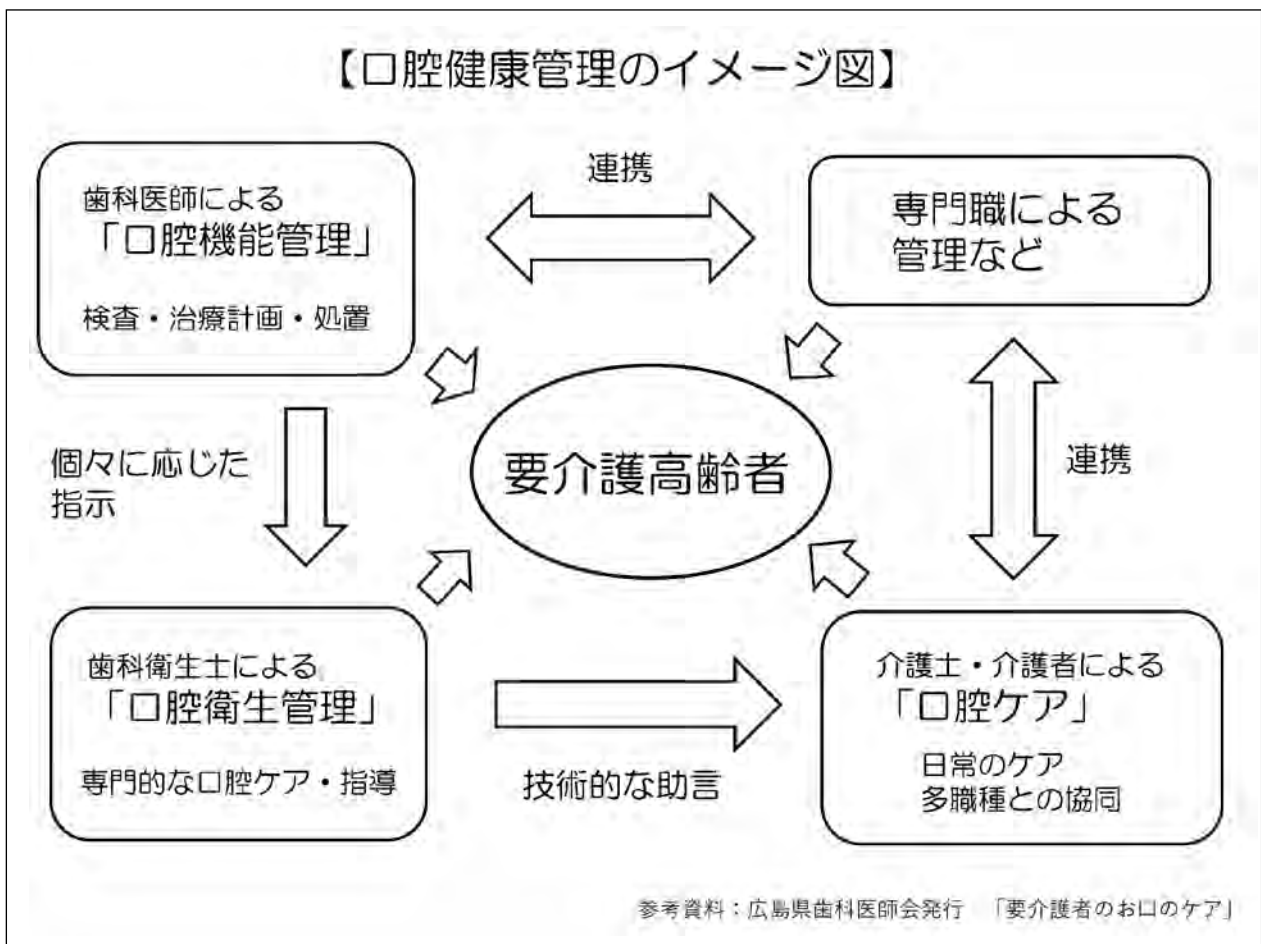 【口腔健康管理のイメージ図】
歯科医師による
「口腔機能管理」
検査・治療計画・処置
連携
専門職による
管理など
個々に応じた
指示
要介護高齢者
連携
歯科衛生士による
「口腔衛生管理」
専門的な口腔ケア・指導
技術的な助言
介護士・介護者による
「口腔ケア」
日常のケア
多職種との協同
参考資料：広島県歯科医師会発行　「要介護者のお口のケア」